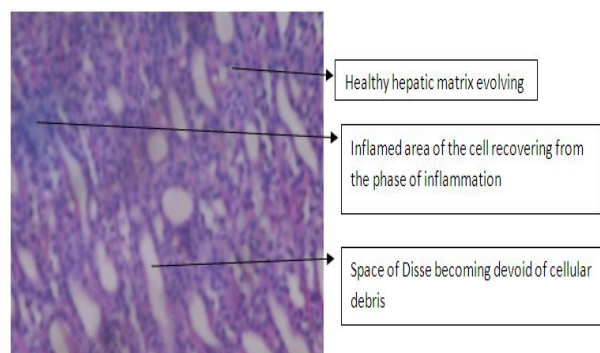 Healthy hepatic matrix evolving
Inflamed area of the cell recovering from
the phase of inflammation
Space of Disse becoming devoid of cellular
debris